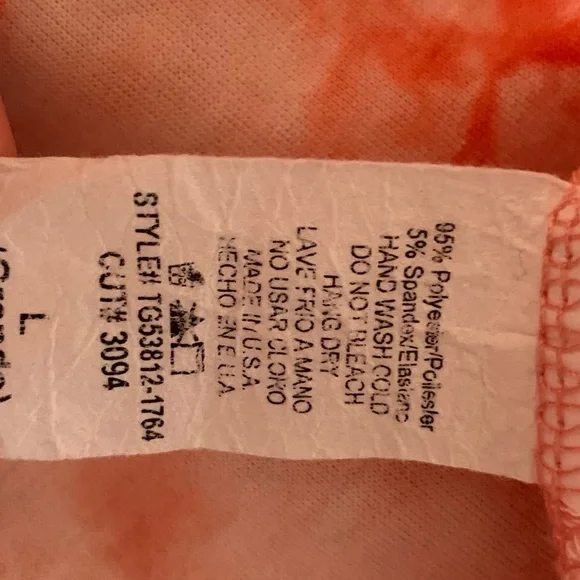 95% Polyester/Poliester
5% Spandex/Elastano
HAND WASH COLD
DO NOT BLEACH
HANG DRY
LAVE FRIO A MANO
NO USAR CLORO
MADE IN U.S.A.
HECHO EN E.U.A.
STYLE# TG53812-1764
CUT# 3094
L
(Grande)